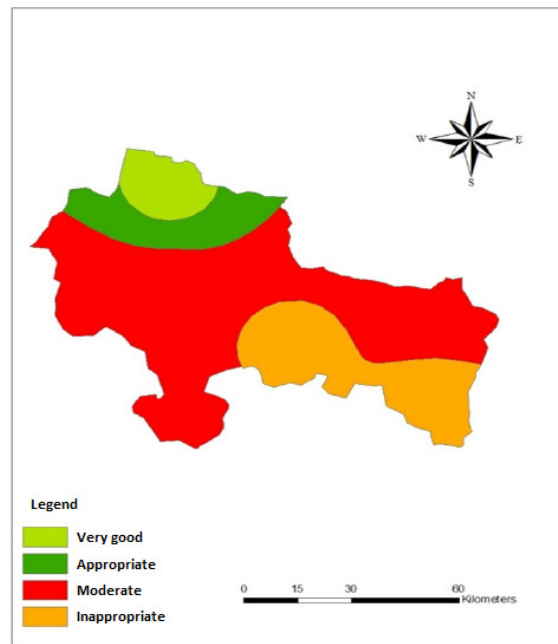 N
W E
S
Legend
Very good
Appropriate
Moderate
Inappropriate
0 15 30 60
Kilometers